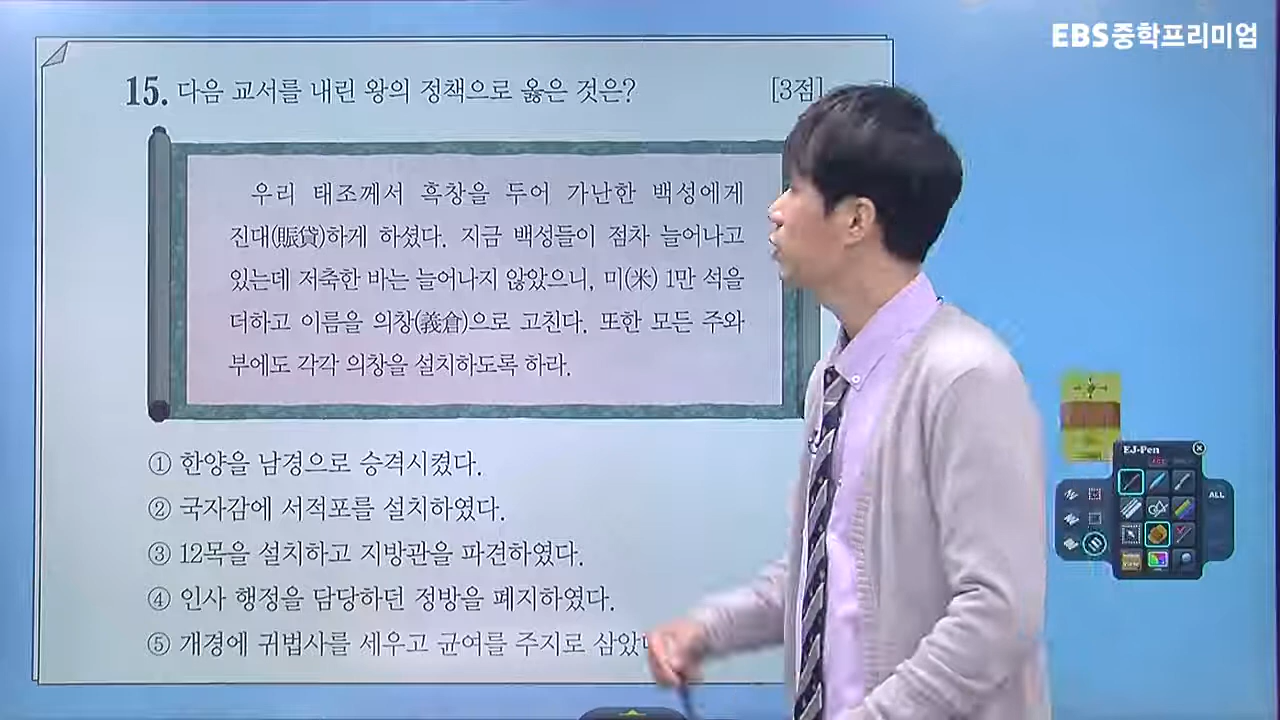 EBS중학프리미엄
15. 다음 교서를 내린 왕의 정책으로 옳은 것은? [3점]
우리 태조께서 흑창을 두어 가난한 백성에게
진대(賑貸)하게 하셨다. 지금 백성들이 점차 늘어나고
있는데 저축한 바는 늘어나지 않았으니, 미(米) 1만 석을
더하고 이름을 의창(義倉)으로 고친다. 또한 모든 주와
부에도 각각 의창을 설치하도록 하라.
① 한양을 남경으로 승격시켰다.
② 국자감에 서적포를 설치하였다.
③ 12목을 설치하고 지방관을 파견하였다.
④ 인사 행정을 담당하던 정방을 폐지하였다.
⑤ 개경에 귀법사를 세우고 균여를 주지로
EJ-Pen
ALL